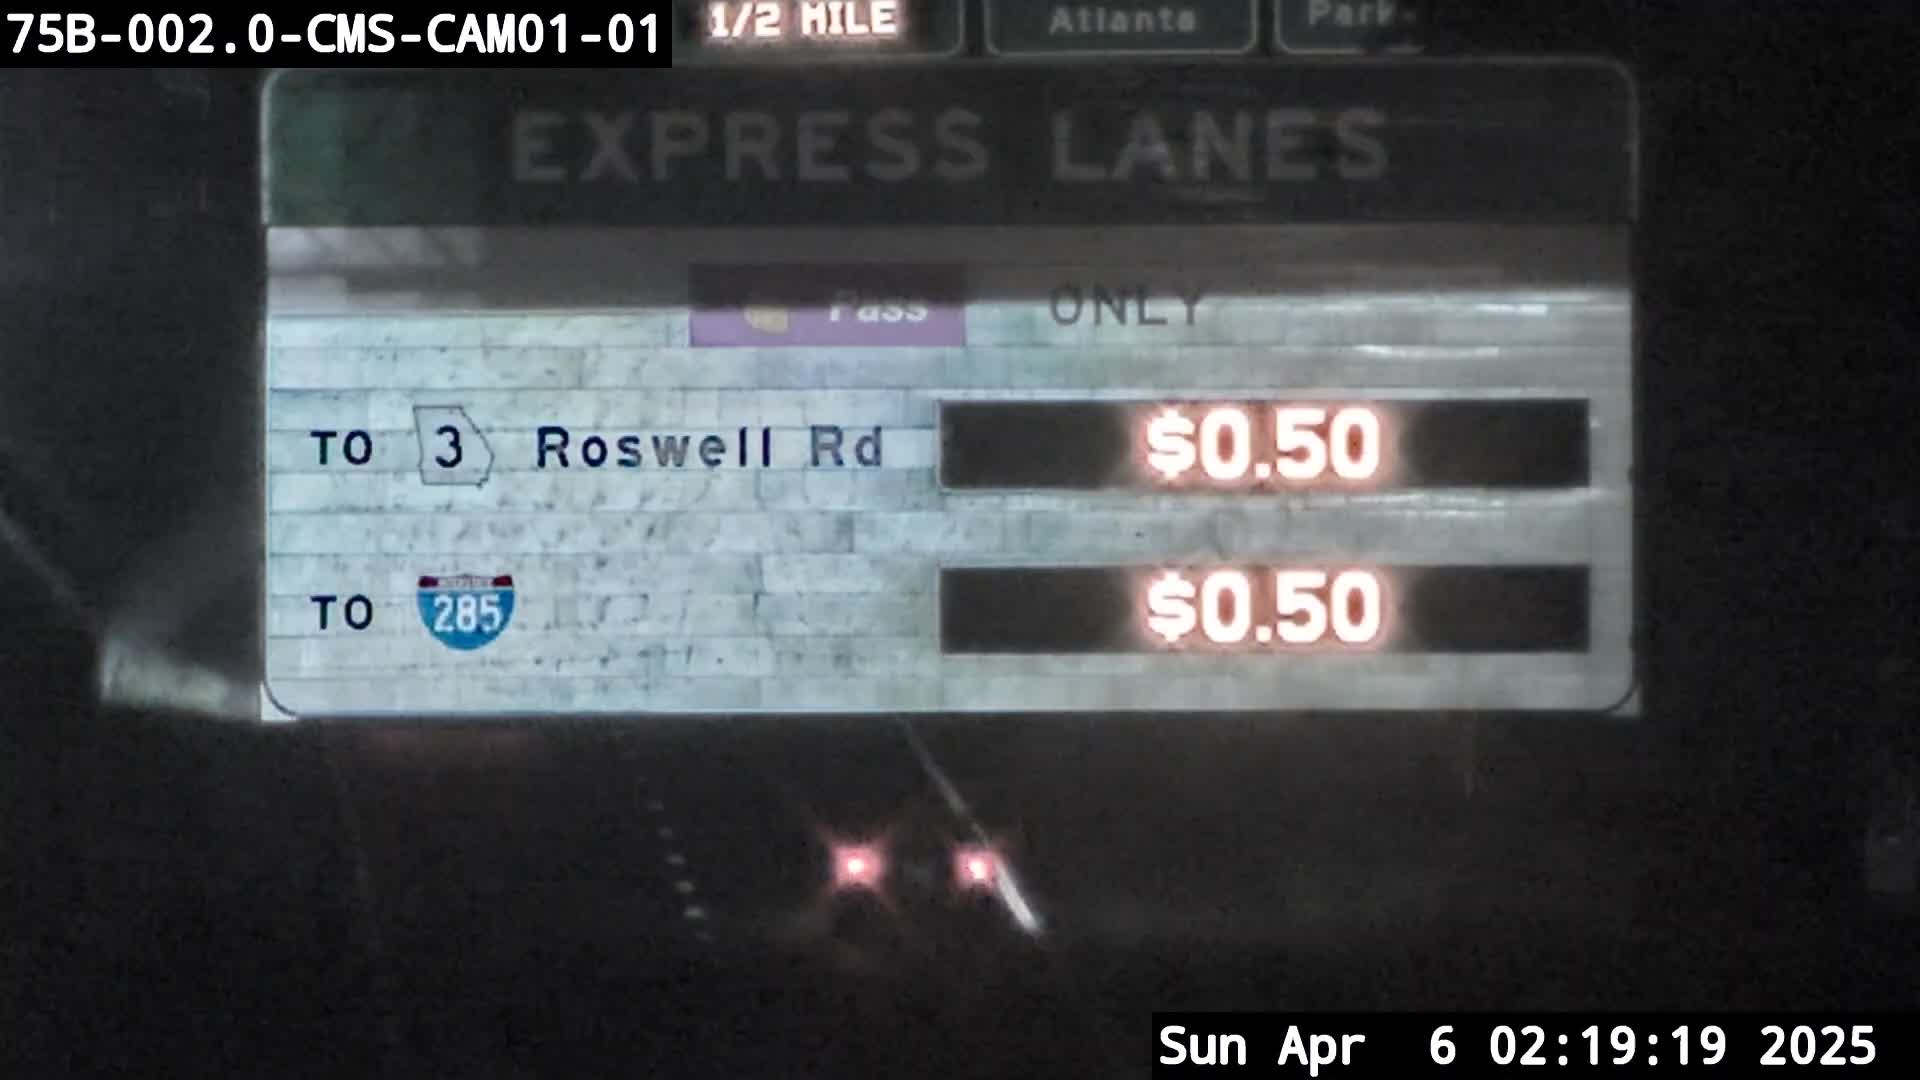 75B-002.0-CMS-CAM01-01
1/2 MILE
Atlanta
Park
EXPRESS LANES
Pass ONLY
TO 3 Roswell Rd $0.50
TO 285 $0.50
Sun Apr 6 02:19:19 2025